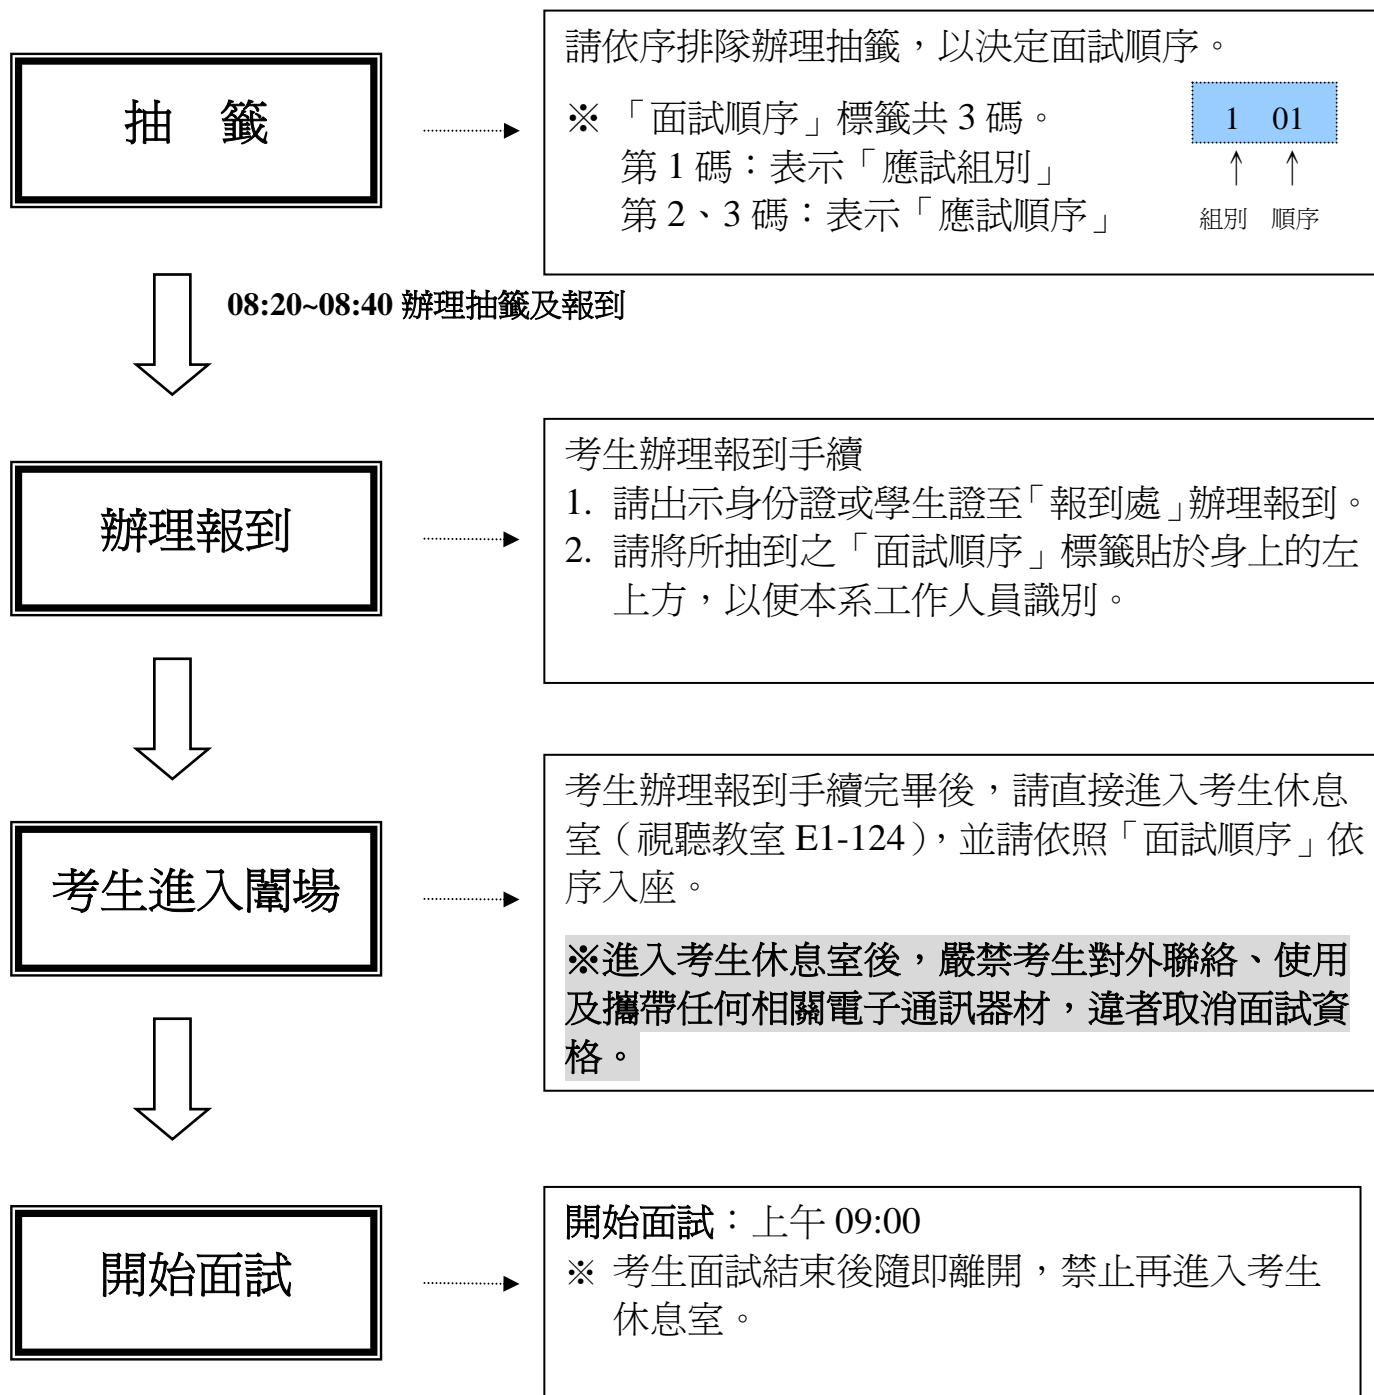 抽 籤
請依序排隊辦理抽籤，以決定面試順序。
※ 「面試順序」標籤共 3 碼。
第 1 碼：表示「應試組別」
第 2、3 碼：表示「應試順序」
1 01
↑ ↑
組別 順序
08:20~08:40 辦理抽籤及報到
辦理報到
考生辦理報到手續
1. 請出示身份證或學生證至「報到處」辦理報到。
2. 請將所抽到之「面試順序」標籤貼於身上的左
上方，以便本系工作人員識別。
考生進入闈場
考生辦理報到手續完畢後，請直接進入考生休息
室（視聽教室 E1-124），並請依照「面試順序」依
序入座。
※進入考生休息室後，嚴禁考生對外聯絡、使用
及攜帶任何相關電子通訊器材，違者取消面試資
格。
開始面試
開始面試：上午 09:00
※ 考生面試結束後隨即離開，禁止再進入考生
休息室。